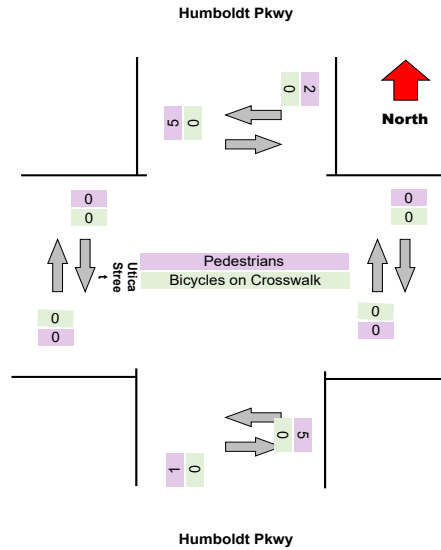 Humboldt Pkwy
0 2
5 0
North
0
0
0
0
Utica
Stree
t
Pedestrians
Bicycles on Crosswalk
0
0
0
0
0 5
1 0
Humboldt Pkwy